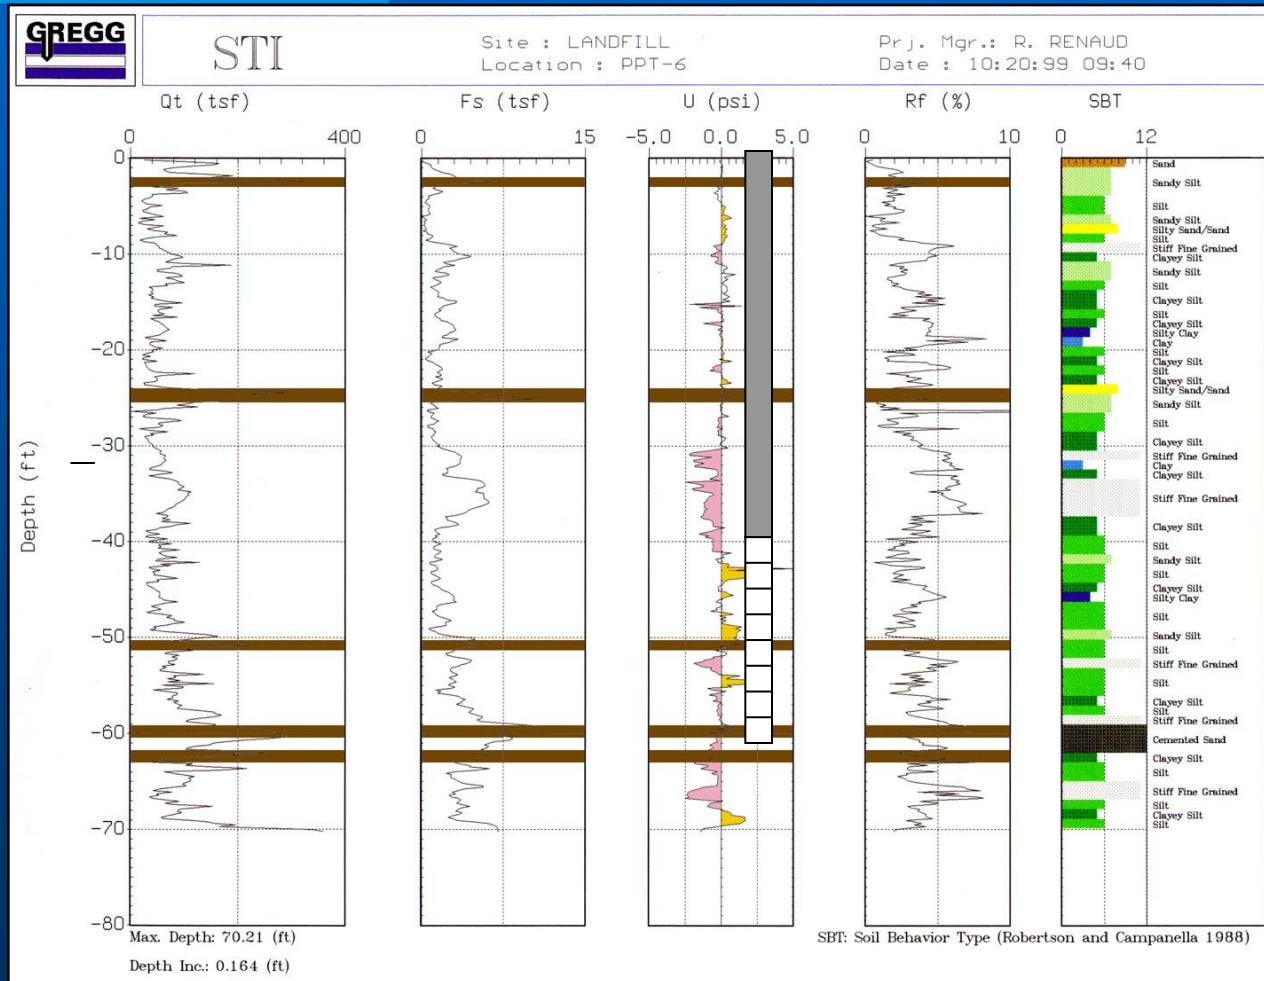 GREGG
STI
Site : LANDFILL
Location : PPT-6
Prj. Mgr.: R. RENAUD
Date : 10:20:99 09:40
Qt (tsf)
Fs (tsf)
U (psi)
Rf (%)
SBT
0 400
0 15
-5.0 0.0 5.0
0 10
0 12
Depth (ft)
0
-10
-20
-30
-40
-50
-60
-70
-80
Sand
Sandy Silt
Silt
Sandy Silt
Silty Sand/Sand
Silt
Stiff Fine Grained
Clayey Silt
Sandy Silt
Silt
Clayey Silt
Silt
Clayey Silt
Silty Clay
Clay
Silt
Clayey Silt
Silt
Clayey Silt
Silty Sand/Sand
Sandy Silt
Silt
Clayey Silt
Stiff Fine Grained
Clay
Clayey Silt
Stiff Fine Grained
Clayey Silt
Silt
Sandy Silt
Silt
Clayey Silt
Silty Clay
Silt
Sandy Silt
Silt
Stiff Fine Grained
Silt
Clayey Silt
Silt
Stiff Fine Grained
Cemented Sand
Clayey Silt
Silt
Stiff Fine Grained
Silt
Clayey Silt
Silt
Max. Depth: 70.21 (ft)
Depth Inc.: 0.164 (ft)
SBT: Soil Behavior Type (Robertson and Campanella 1988)